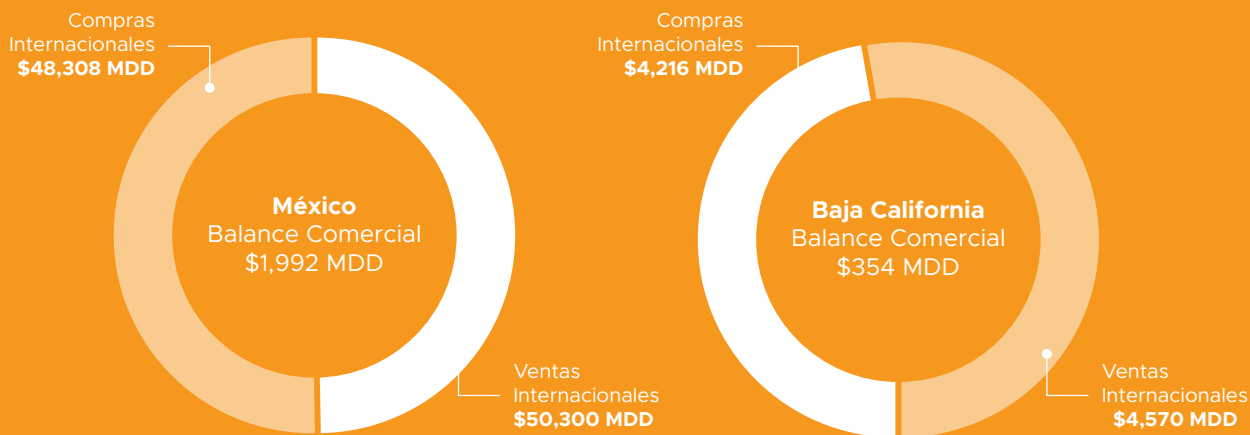 Compras
Internacionales
$48,308 MDD
México
Balance Comercial
$1,992 MDD
Ventas
Internacionales
$50,300 MDD
Compras
Internacionales
$4,216 MDD
Baja California
Balance Comercial
$354 MDD
Ventas
Internacionales
$4,570 MDD